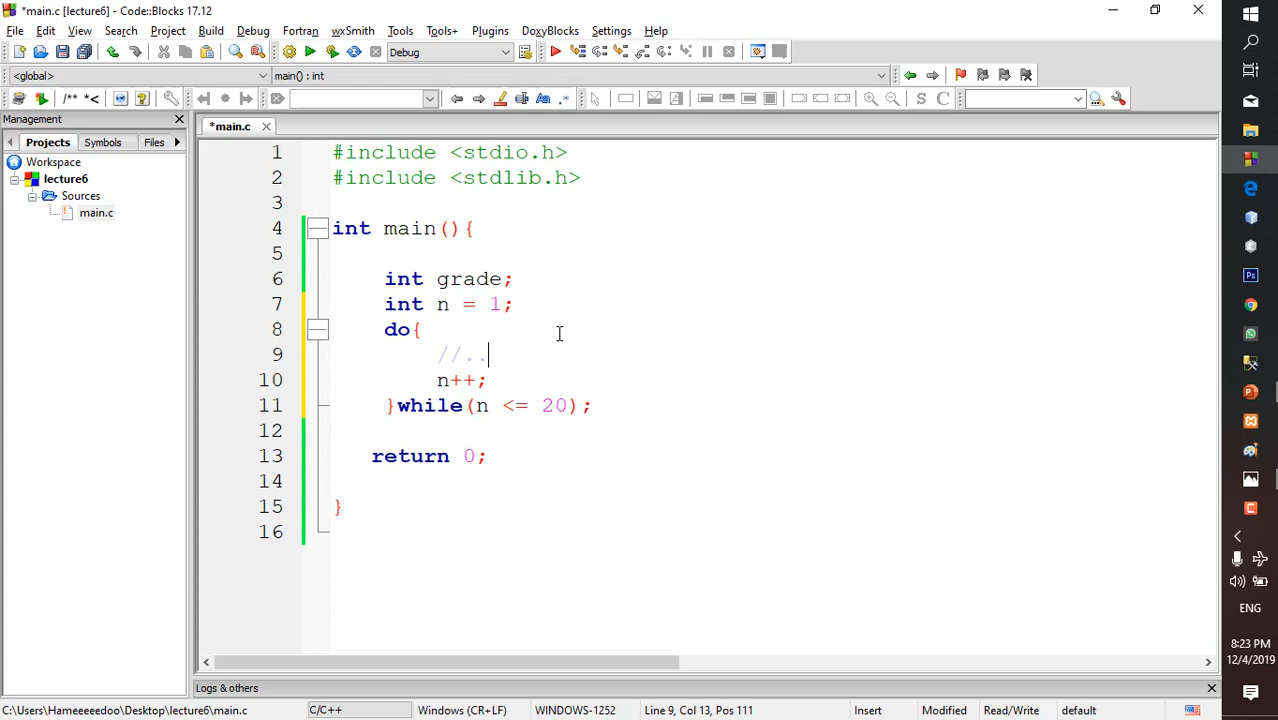 *main.c [lecture6] - Code::Blocks 17.12
File Edit View Search Project Build Debug Fortran wxSmith Tools Tools+ Plugins DoxyBlocks Settings Help
Debug
<global> main() : int
/** *< Aa .* S C
Management
*main.c
Projects Symbols Files
Workspace
lecture6
Sources
main.c
1 #include <stdio.h>
2 #include <stdlib.h>
3
4 int main(){
5
6 int grade;
7 int n = 1;
8 do{
9 //..
10 n++;
11 }while(n <= 20);
12
13 return 0;
14
15 }
16
Ps
ENG
8:23 PM
12/4/2019
Logs & others
C:\Users\Hameeeeedoo\Desktop\lecture6\main.c C/C++ Windows (CR+LF) WINDOWS-1252 Line 9, Col 13, Pos 111 Insert Modified Read/Write default